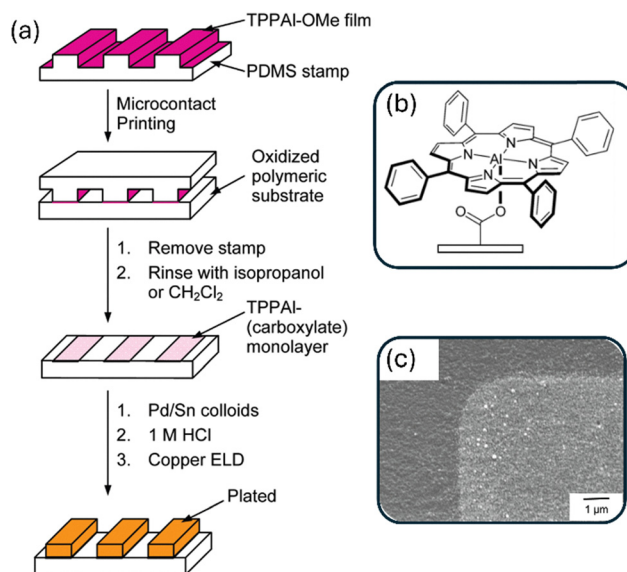 (a)
TPPAl-OMe film
PDMS stamp
Microcontact
Printing
Oxidized
polymeric
substrate
1. Remove stamp
2. Rinse with isopropanol
or CH₂Cl₂
TPPAl-
(carboxylate)
monolayer
1. Pd/Sn colloids
2. 1 M HCl
3. Copper ELD
Plated
(b)
N
N
Al
N
N
O
O
(c)
1 µm